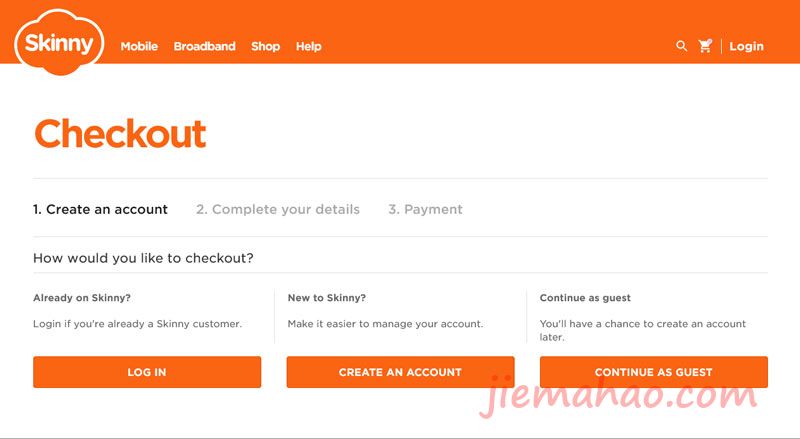 Skinny
Mobile Broadband Shop Help
Login
Checkout
1. Create an account 2. Complete your details 3. Payment
How would you like to checkout?
Already on Skinny?
Login if you're already a Skinny customer.
LOG IN
New to Skinny?
Make it easier to manage your account.
CREATE AN ACCOUNT
Continue as guest
You'll have a chance to create an account
later.
CONTINUE AS GUEST
jiemahao.com